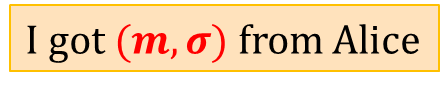 I got (m, σ) from Alice